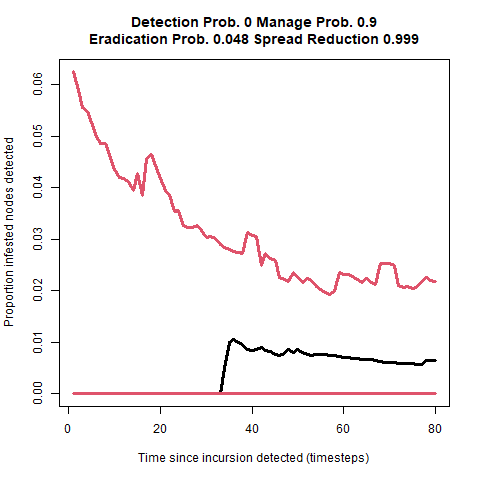 Detection Prob. 0 Manage Prob. 0.9
Eradication Prob. 0.048 Spread Reduction 0.999
Proportion infested nodes detected
0.06
0.05
0.04
0.03
0.02
0.01
0.00
0 20 40 60 80
Time since incursion detected (timesteps)